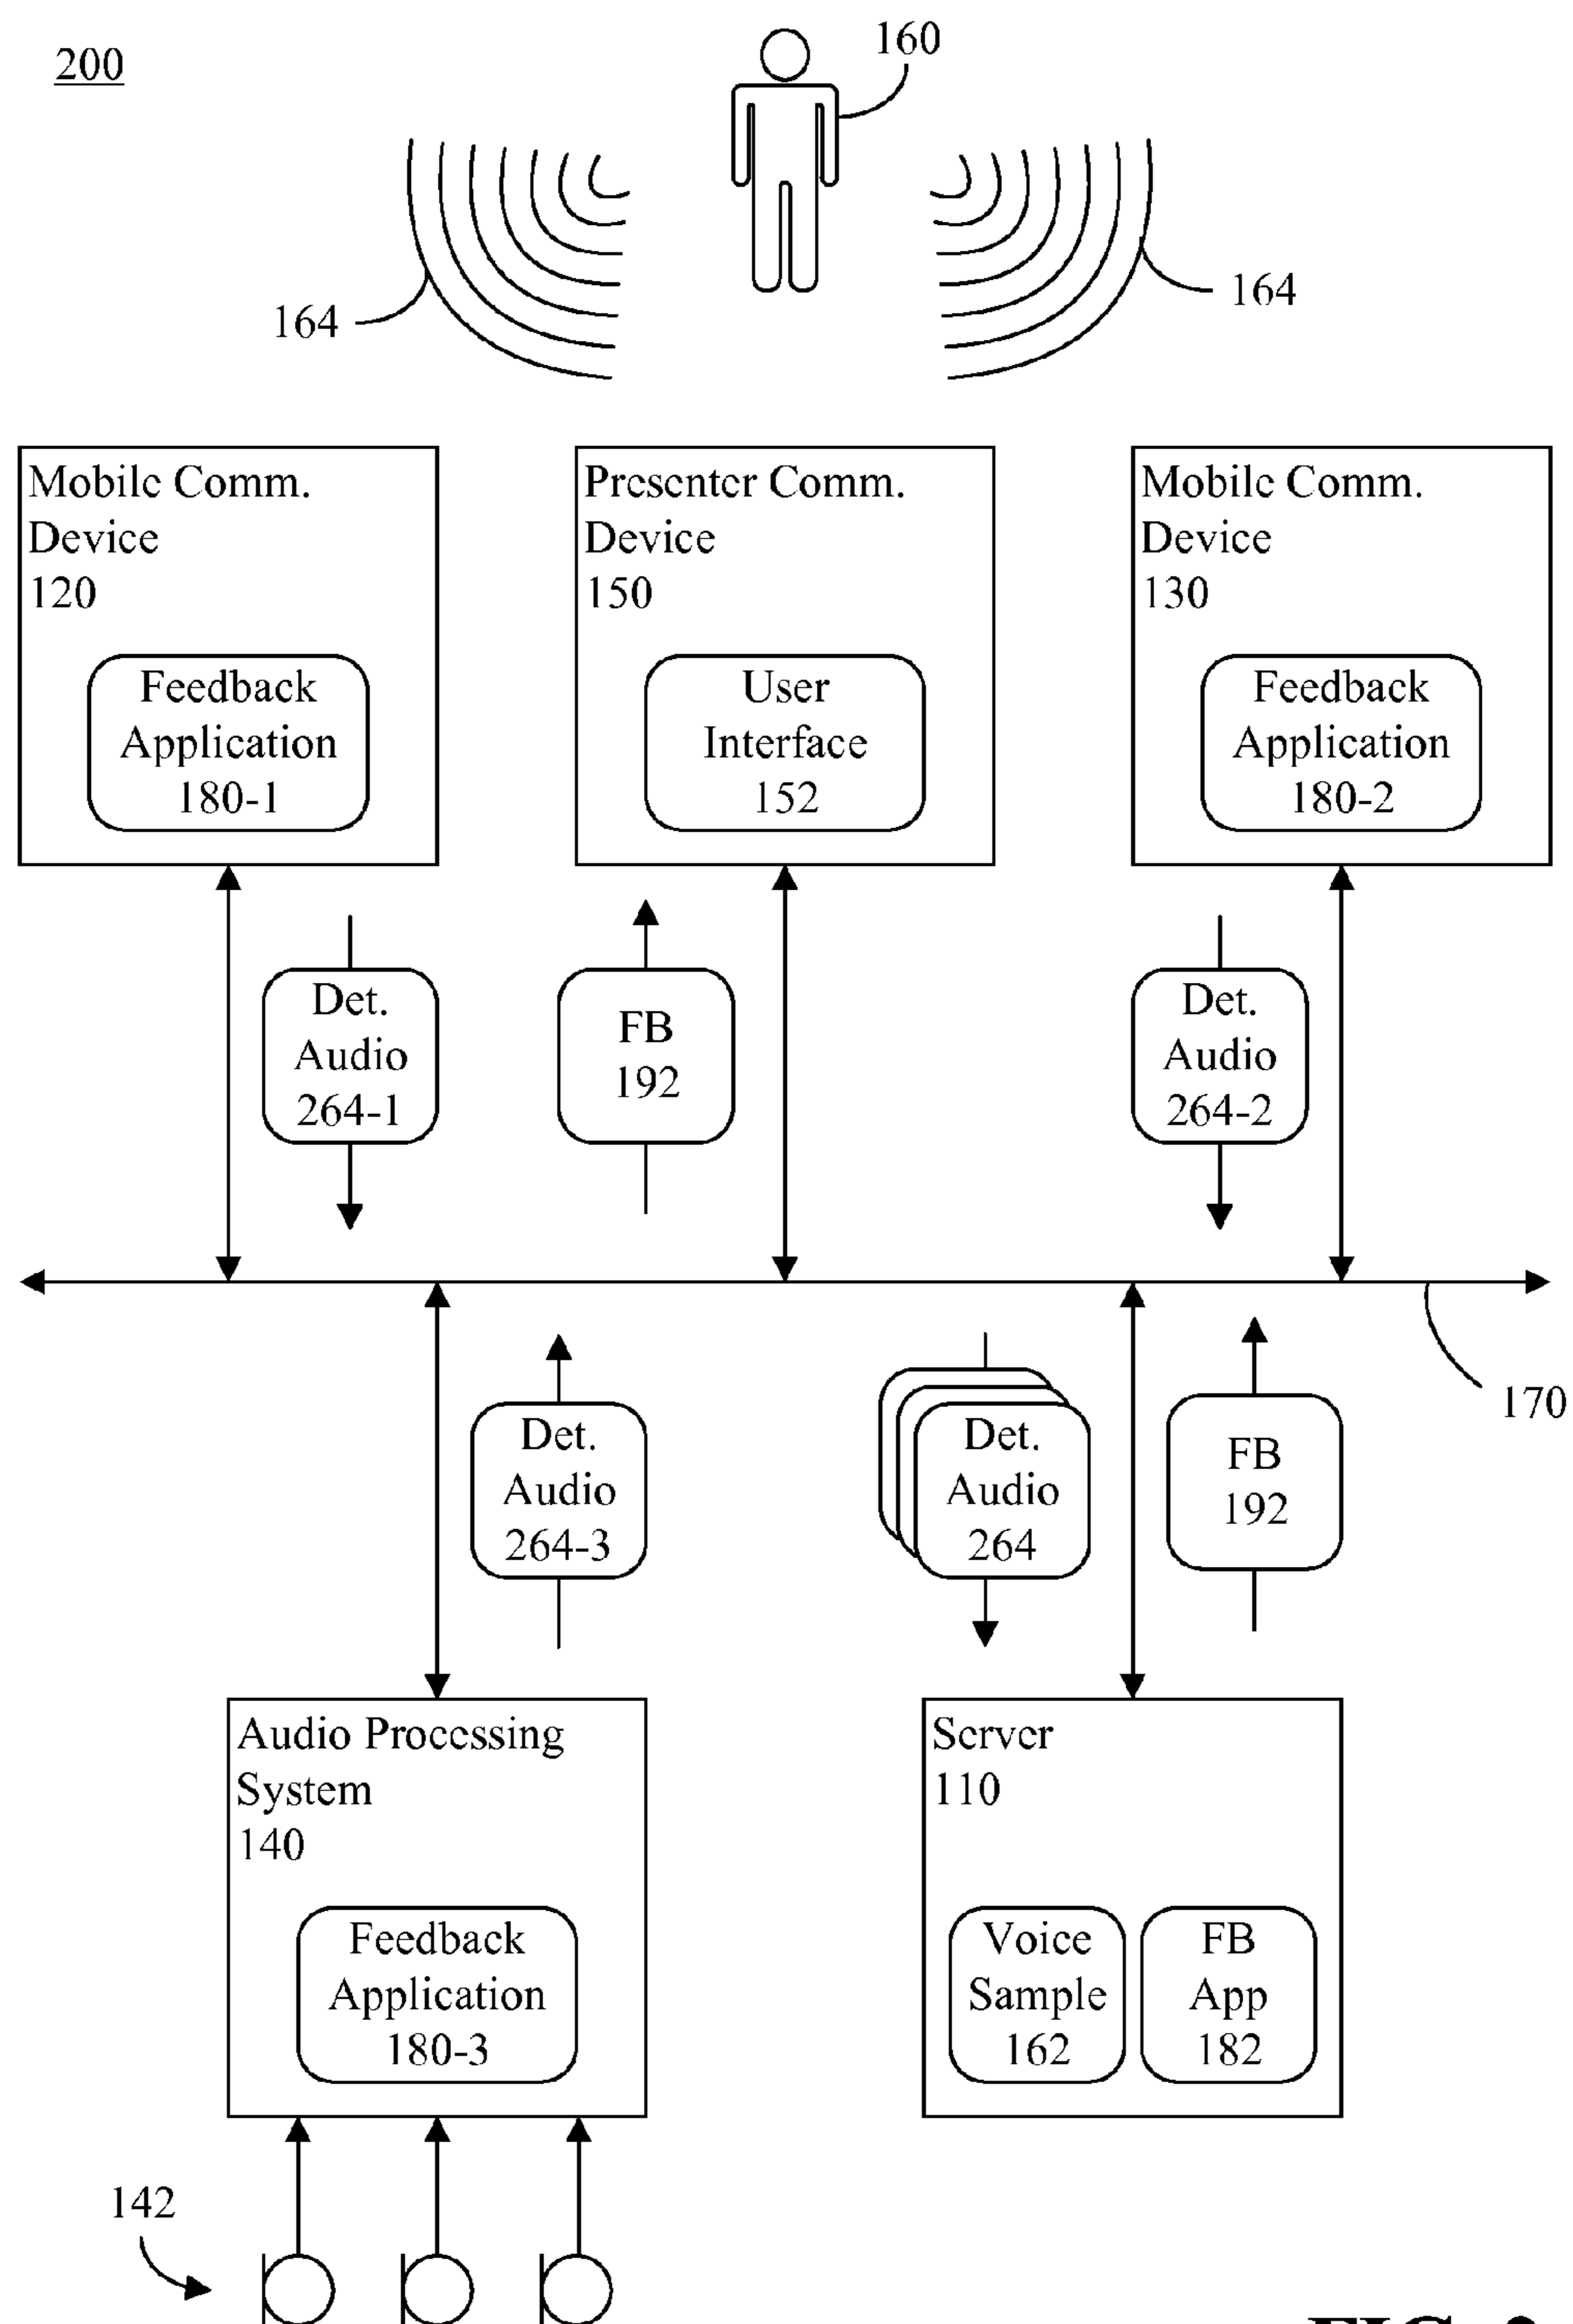 200
160
164
164
Mobile Comm.
Device
120
Feedback
Application
180-1
Presenter Comm.
Device
150
User
Interface
152
Mobile Comm.
Device
130
Feedback
Application
180-2
Det.
Audio
264-1
FB
192
Det.
Audio
264-2
170
Det.
Audio
264-3
Det.
Audio
264
FB
192
Audio Processing
System
140
Feedback
Application
180-3
Server
110
Voice
Sample
162
FB
App
182
142